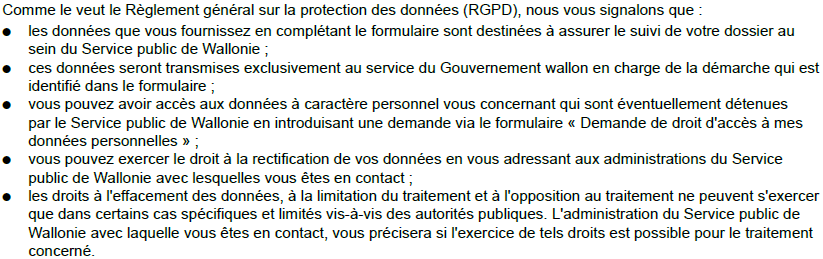 Comme le veut le Règlement général sur la protection des données (RGPD), nous vous signalons que :
● les données que vous fournissez en complétant le formulaire sont destinées à assurer le suivi de votre dossier au
sein du Service public de Wallonie ;
● ces données seront transmises exclusivement au service du Gouvernement wallon en charge de la démarche qui est
identifié dans le formulaire ;
● vous pouvez avoir accès aux données à caractère personnel vous concernant qui sont éventuellement détenues
par le Service public de Wallonie en introduisant une demande via le formulaire « Demande de droit d'accès à mes
données personnelles » ;
● vous pouvez exercer le droit à la rectification de vos données en vous adressant aux administrations du Service
public de Wallonie avec lesquelles vous êtes en contact ;
● les droits à l'effacement des données, à la limitation du traitement et à l'opposition au traitement ne peuvent s'exercer
que dans certains cas spécifiques et limités vis-à-vis des autorités publiques. L'administration du Service public de
Wallonie avec laquelle vous êtes en contact, vous précisera si l'exercice de tels droits est possible pour le traitement
concerné.